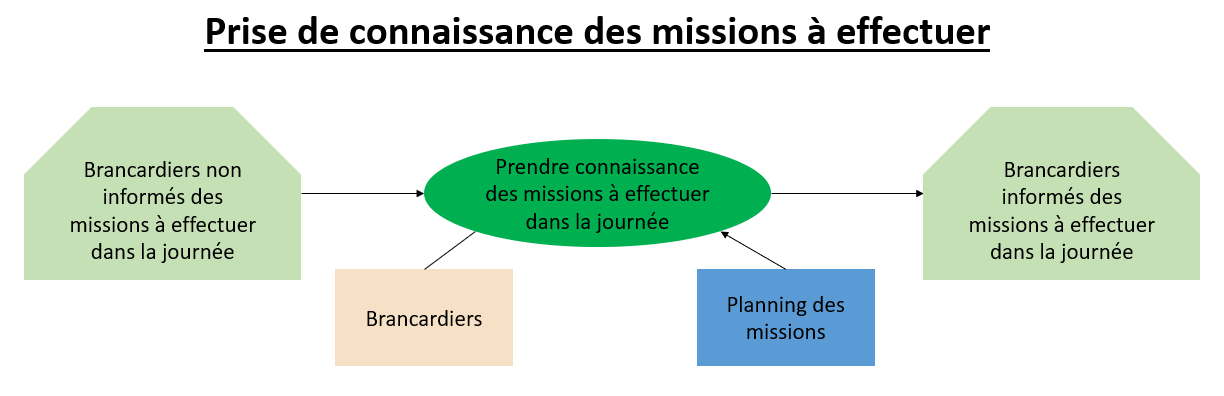 Prise de connaissance des missions à effectuer
Brancardiers non
informés des
missions à effectuer
dans la journée
Prendre connaissance
des missions à effectuer
dans la journée
Brancardiers
informés des
missions à effectuer
dans la journée
Brancardiers
Planning des
missions